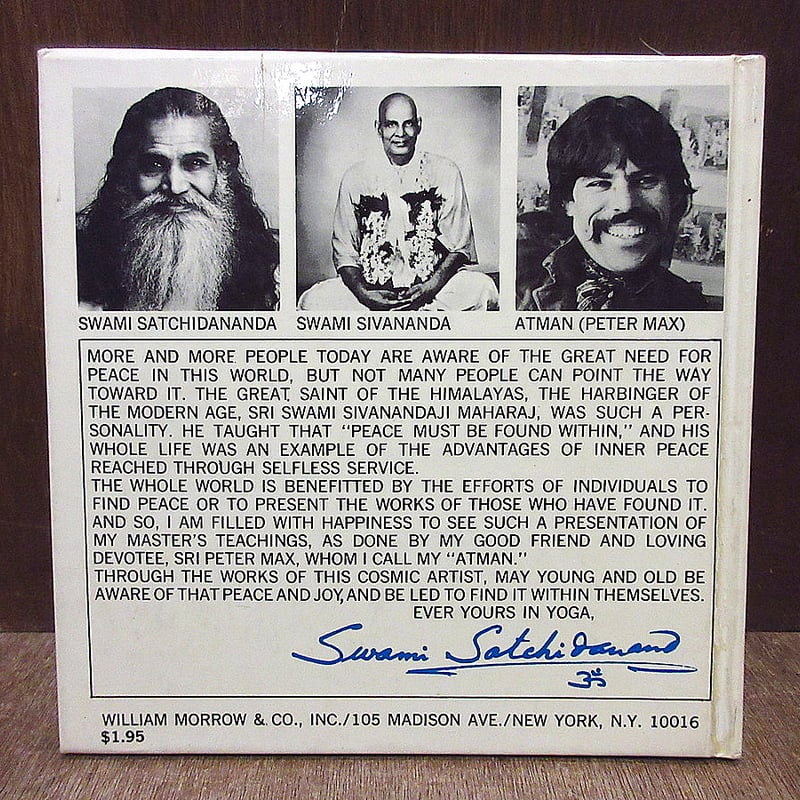 SWAMI SATCHIDANANDA SWAMI SIVANANDA ATMAN (PETER MAX)
MORE AND MORE PEOPLE TODAY ARE AWARE OF THE GREAT NEED FOR
PEACE IN THIS WORLD, BUT NOT MANY PEOPLE CAN POINT THE WAY
TOWARD IT. THE GREAT SAINT OF THE HIMALAYAS, THE HARBINGER OF
THE MODERN AGE, SRI SWAMI SIVANANDAJI MAHARAJ, WAS SUCH A PER-
SONALITY. HE TAUGHT THAT "PEACE MUST BE FOUND WITHIN," AND HIS
WHOLE LIFE WAS AN EXAMPLE OF THE ADVANTAGES OF INNER PEACE
REACHED THROUGH SELFLESS SERVICE.
THE WHOLE WORLD IS BENEFITTED BY THE EFFORTS OF INDIVIDUALS TO
FIND PEACE OR TO PRESENT THE WORKS OF THOSE WHO HAVE FOUND IT.
AND SO, I AM FILLED WITH HAPPINESS TO SEE SUCH A PRESENTATION OF
MY MASTER'S TEACHINGS, AS DONE BY MY GOOD FRIEND AND LOVING
DEVOTEE, SRI PETER MAX, WHOM I CALL MY "ATMAN."
THROUGH THE WORKS OF THIS COSMIC ARTIST, MAY YOUNG AND OLD BE
AWARE OF THAT PEACE AND JOY, AND BE LED TO FIND IT WITHIN THEMSELVES.
EVER YOURS IN YOGA,
Swami Satchidanand
ॐ
WILLIAM MORROW & CO., INC./105 MADISON AVE./NEW YORK, N.Y. 10016
$1.95